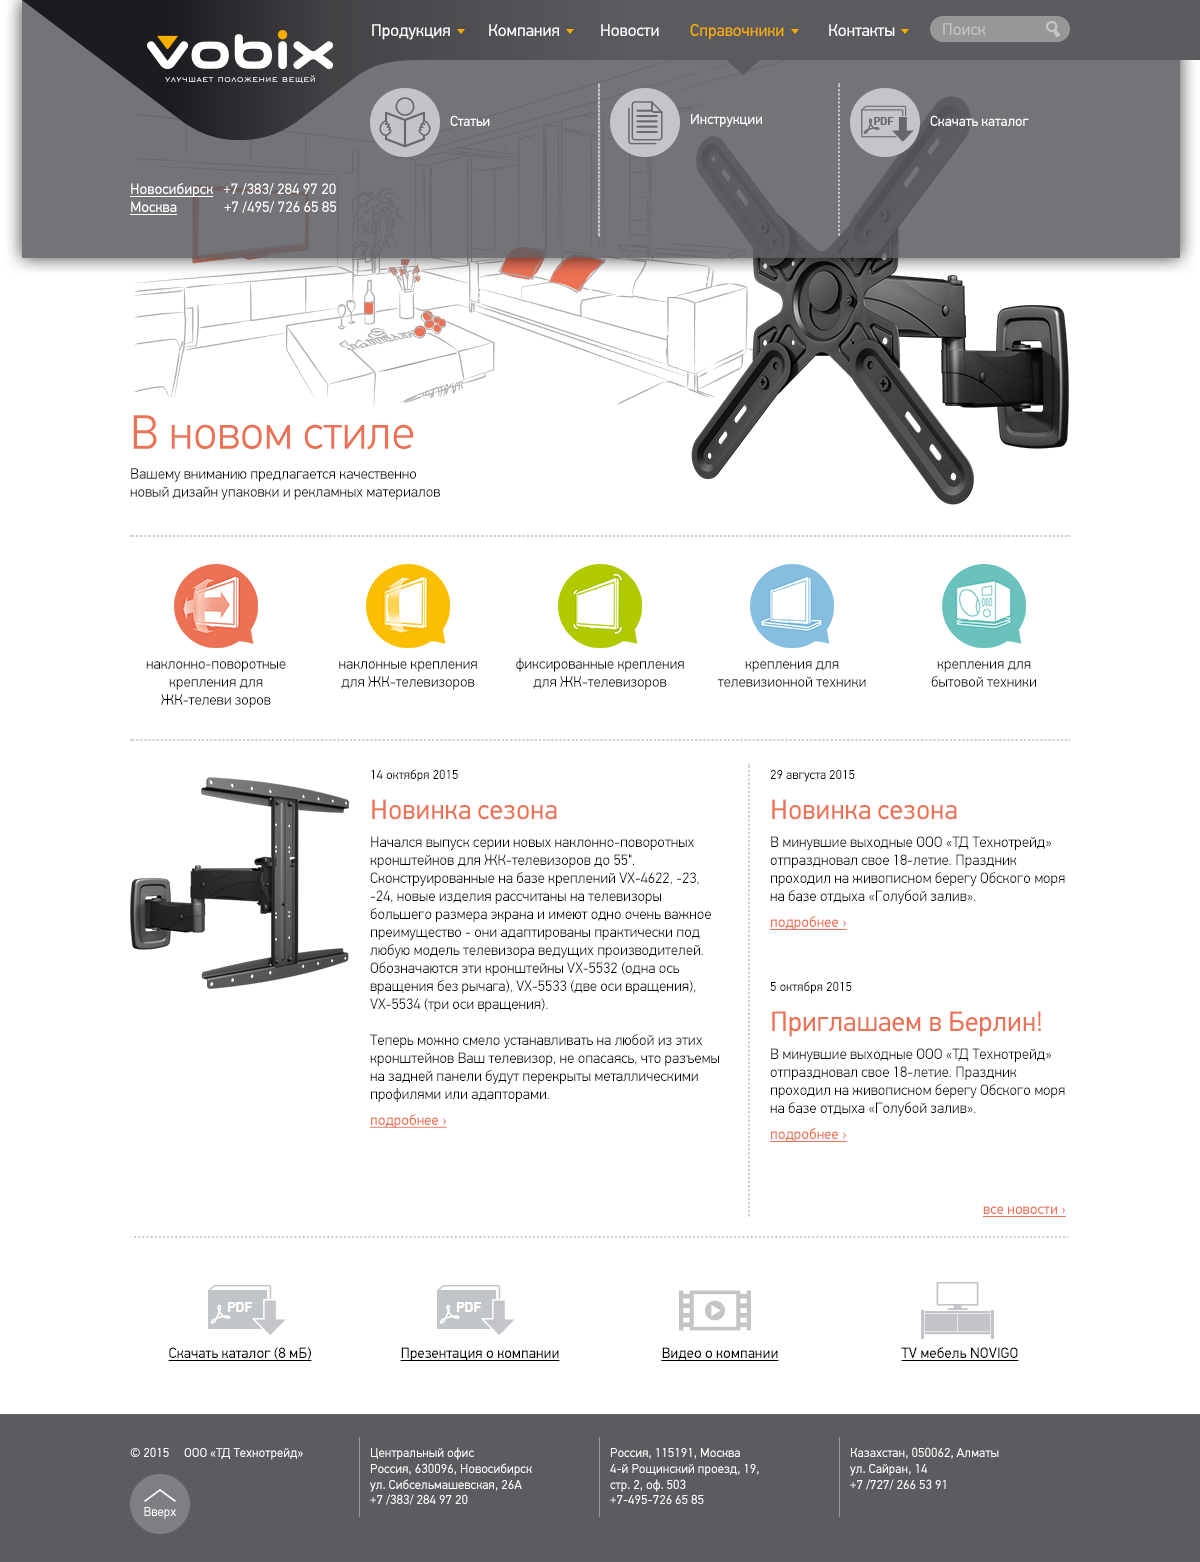 vobix
УЛУЧШАЕТ ПОЛОЖЕНИЕ ВЕЩЕЙ
Продукция
Компания
Новости
Справочники
Контакты
Поиск
Статьи
Инструкции
PDF
Скачать каталог
Новосибирск +7 /383/ 284 97 20
Москва +7 /495/ 726 65 85
В новом стиле
Вашему вниманию предлагается качественно
новый дизайн упаковки и рекламных материалов
наклонно-поворотные
крепления для
ЖК-телеви зоров
наклонные крепления
для ЖК-телевизоров
фиксированные крепления
для ЖК-телевизоров
крепления для
телевизионной техники
крепления для
бытовой техники
14 октября 2015
Новинка сезона
Начался выпуск серии новых наклонно-поворотных
кронштейнов для ЖК-телевизоров до 55".
Сконструированные на базе креплений VX-4622, -23,
-24, новые изделия рассчитаны на телевизоры
большего размера экрана и имеют одно очень важное
преимущество - они адаптированы практически под
любую модель телевизора ведущих производителей.
Обозначаются эти кронштейны VX-5532 (одна ось
вращения без рычага), VX-5533 (две оси вращения),
VX-5534 (три оси вращения).
Теперь можно смело устанавливать на любой из этих
кронштейнов Ваш телевизор, не опасаясь, что разъемы
на задней панели будут перекрыты металлическими
профилями или адапторами.
подробнее ›
29 августа 2015
Новинка сезона
В минувшие выходные ООО «ТД Технотрейд»
отпраздновал свое 18-летие. Праздник
проходил на живописном берегу Обского моря
на базе отдыха «Голубой залив».
подробнее ›
5 октября 2015
Приглашаем в Берлин!
В минувшие выходные ООО «ТД Технотрейд»
отпраздновал свое 18-летие. Праздник
проходил на живописном берегу Обского моря
на базе отдыха «Голубой залив».
подробнее ›
все новости ›
PDF
Скачать каталог (8 мБ)
PDF
Презентация о компании
Видео о компании
TV мебель NOVIGO
© 2015 ООО «ТД Технотрейд»
Вверх
Центральный офис
Россия, 630096, Новосибирск
ул. Сибсельмашевская, 26А
+7 /383/ 284 97 20
Россия, 115191, Москва
4-й Рощинский проезд, 19,
стр. 2, оф. 503
+7-495-726 65 85
Казахстан, 050062, Алматы
ул. Сайран, 14
+7 /727/ 266 53 91